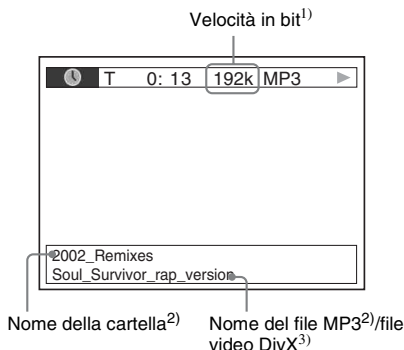 Velocità in bit1)
T 0: 13 192k MP3
2002_Remixes
Soul_Survivor_rap_version
Nome della cartella2)
Nome del file MP32)/file
video DivX3)